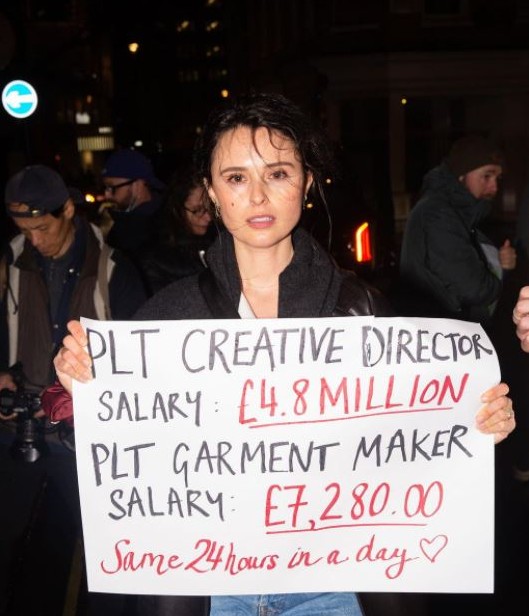 PLT CREATIVE DIRECTOR
SALARY: £4.8 MILLION
PLT GARMENT MAKER
SALARY: £7,280.00
Same 24 hours in a day ♡